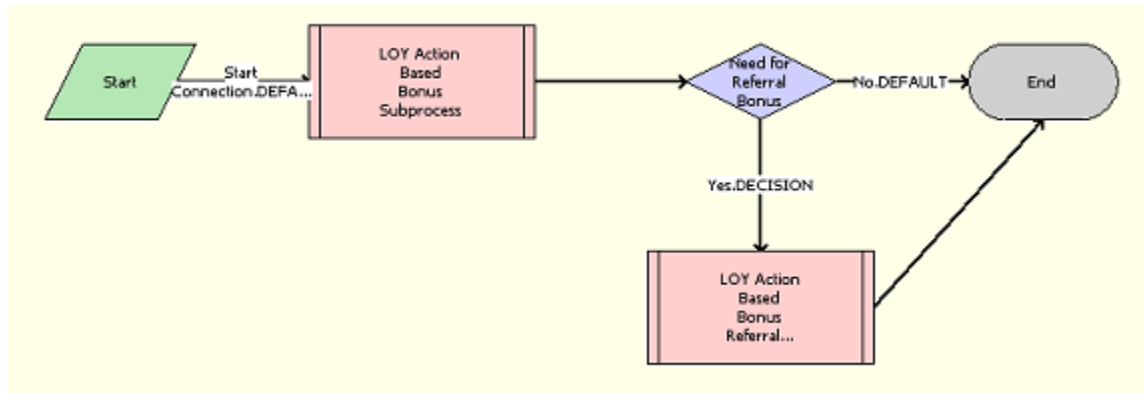 Start
Start
Connection.DEFA...
LOY Action
Based
Bonus
Subprocess
Need for
Referral
Bonus
No.DEFAULT
End
Yes.DECISION
LOY Action
Based
Bonus
Referral...